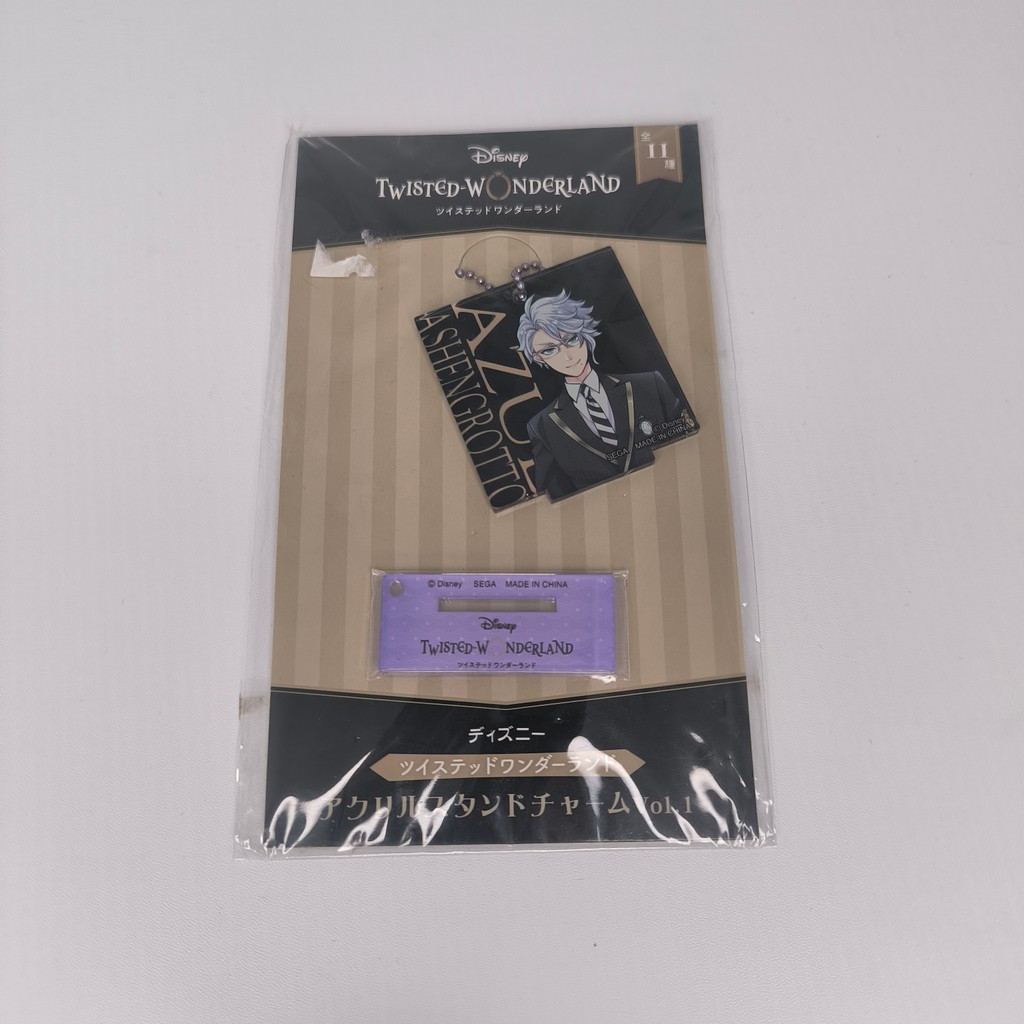 Disney
TWISTED-WONDERLAND
ツイステッドワンダーランド
全
11
種
AZUL
ASHENGROTTO
© Disney
SEGA MADE IN CHINA
© Disney SEGA MADE IN CHINA
Disney
TWISTED-WONDERLAND
ツイステッドワンダーランド
ディズニー
ツイステッドワンダーランド
アクリルスタンドチャーム Vol.1